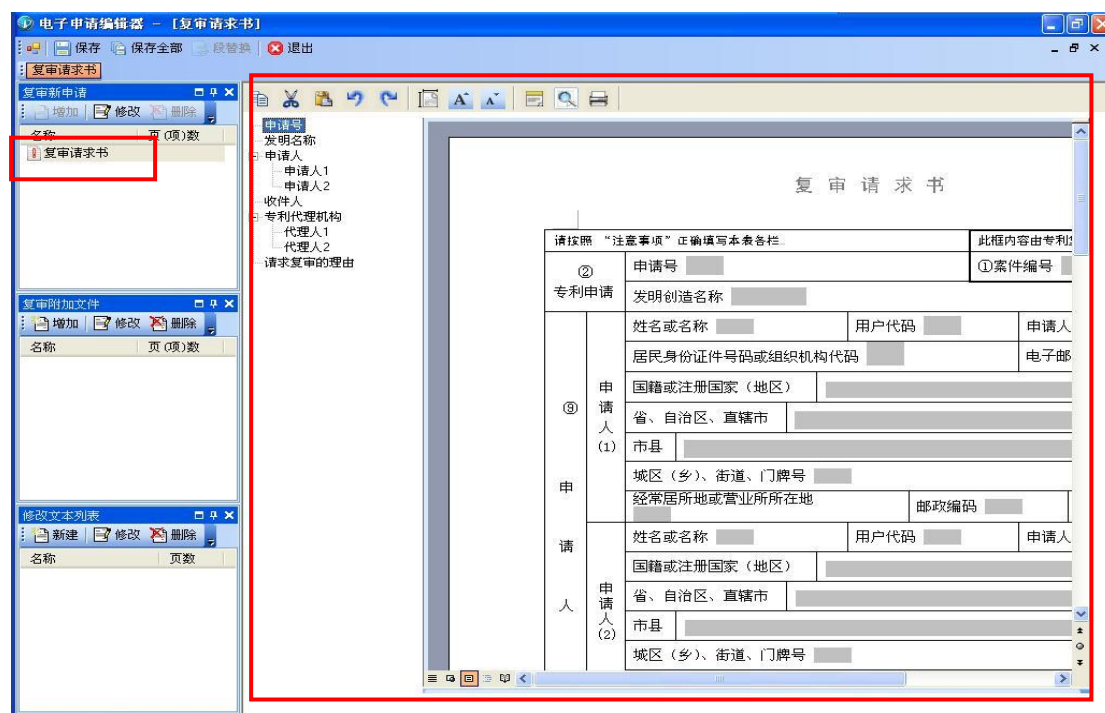 电子申请编辑器 - [复审请求书]
保存 保存全部 段替换 退出
复审请求书
复审新申请
增加 修改 删除
名称 页(项)数
复审请求书
复审附加文件
增加 修改 删除
名称 页(项)数
修改文本列表
新建 修改 删除
名称 页数
申请号
发明名称
申请人
申请人1
申请人2
收件人
专利代理机构
代理人1
代理人2
请求复审的理由
复 审 请 求 书
请按照 “注意事项” 正确填写本表各栏 此框内容由专利
② 专利申请
申请号 ①案件编号
发明创造名称
⑨ 申 请 人
申请人(1)
姓名或名称 用户代码 申请人
居民身份证件号码或组织机构代码 电子邮
国籍或注册国家（地区）
省、自治区、直辖市
市县
城区（乡）、街道、门牌号
经常居所地或营业所所在地 邮政编码
申请人(2)
姓名或名称 用户代码 申请人
国籍或注册国家（地区）
省、自治区、直辖市
市县
城区（乡）、街道、门牌号